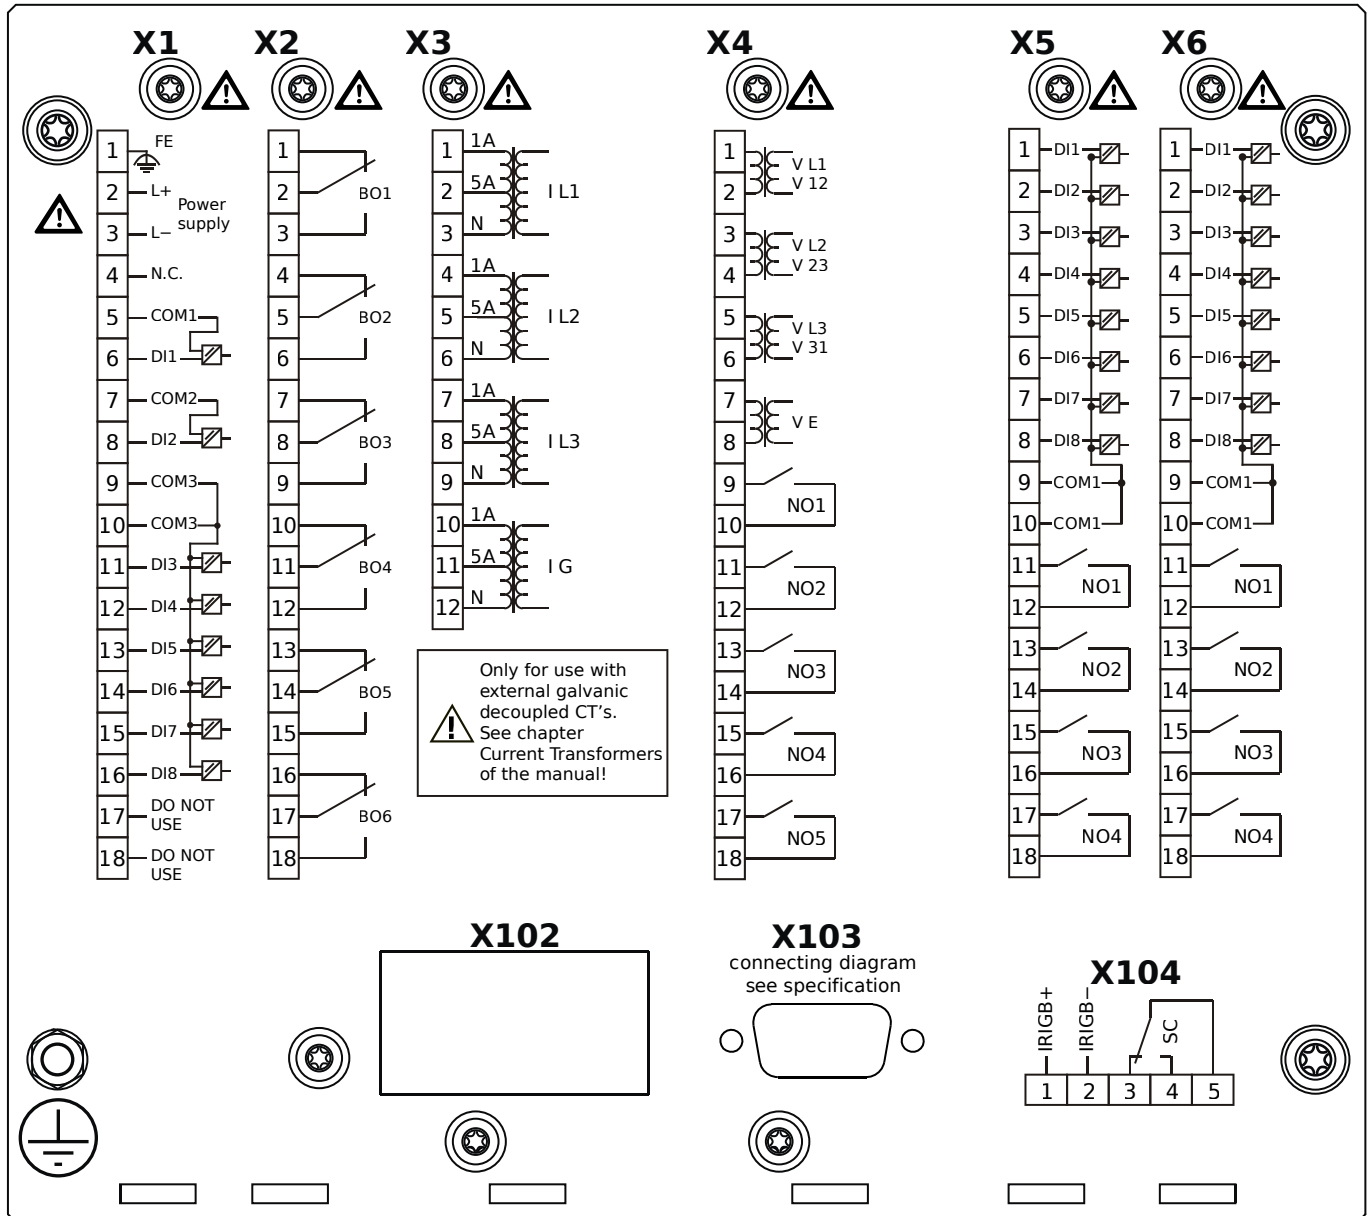 X1 X2 X3 X4 X5 X6
1 FE
2 L+
Power
supply
3 L−
4 N.C.
5 COM1
6 DI1
7 COM2
8 DI2
9 COM3
10 COM3
11 DI3
12 DI4
13 DI5
14 DI6
15 DI7
16 DI8
17 DO NOT
USE
18 DO NOT
USE
1
2 BO1
3
4
5 BO2
6
7
8 BO3
9
10
11 BO4
12
13
14 BO5
15
16
17 BO6
18
1 1A
2 5A I L1
3 N
4 1A
5 5A I L2
6 N
7 1A
8 5A I L3
9 N
10 1A
11 5A I G
12 N
Only for use with
external galvanic
decoupled CT's.
See chapter
Current Transformers
of the manual!
1 V L1
2 V 12
3 V L2
4 V 23
5 V L3
6 V 31
7 V E
8
9 NO1
10
11 NO2
12
13 NO3
14
15 NO4
16
17 NO5
18
1 DI1
2 DI2
3 DI3
4 DI4
5 DI5
6 DI6
7 DI7
8 DI8
9 COM1
10 COM1
11 NO1
12
13 NO2
14
15 NO3
16
17 NO4
18
1 DI1
2 DI2
3 DI3
4 DI4
5 DI5
6 DI6
7 DI7
8 DI8
9 COM1
10 COM1
11 NO1
12
13 NO2
14
15 NO3
16
17 NO4
18
X102
X103
connecting diagram
see specification
X104
IRIGB+
IRIGB−
SC
1 2 3 4 5